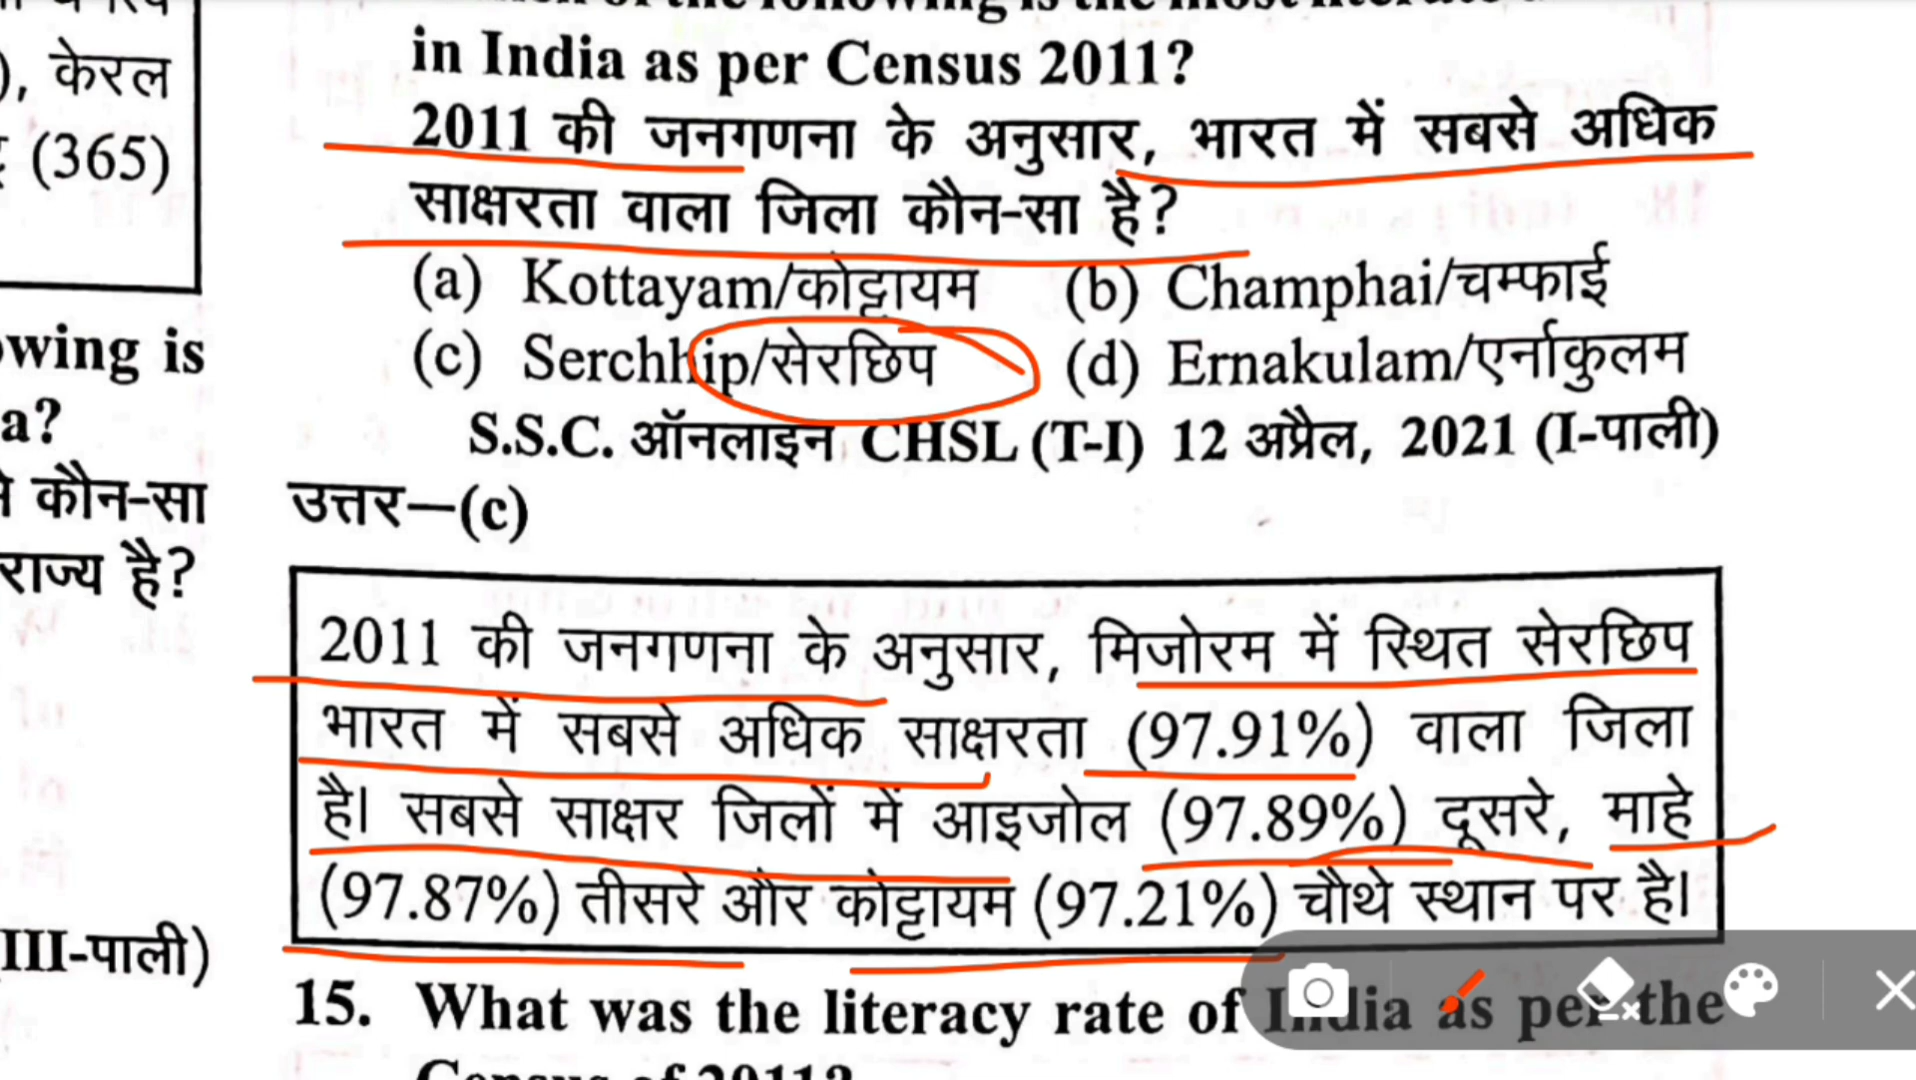 ), केरल
(365)
wing is
a?
कौन-सा
राज्य है?
III-पाली)
in India as per Census 2011?
2011 की जनगणना के अनुसार, भारत में सबसे अधिक
साक्षरता वाला जिला कौन-सा है?
(a) Kottayam/कोट्टायम (b) Champhai/चम्फाई
(c) Serchhip/सेरछिप (d) Ernakulam/एर्नाकुलम
S.S.C. ऑनलाइन CHSL (T-I) 12 अप्रैल, 2021 (I-पाली)
उत्तर—(c)
2011 की जनगणना के अनुसार, मिजोरम में स्थित सेरछिप
भारत में सबसे अधिक साक्षरता (97.91%) वाला जिला
है। सबसे साक्षर जिलों में आइजोल (97.89%) दूसरे, माहे
(97.87%) तीसरे और कोट्टायम (97.21%) चौथे स्थान पर है।
15. What was the literacy rate of India as per the
Census of 2011?